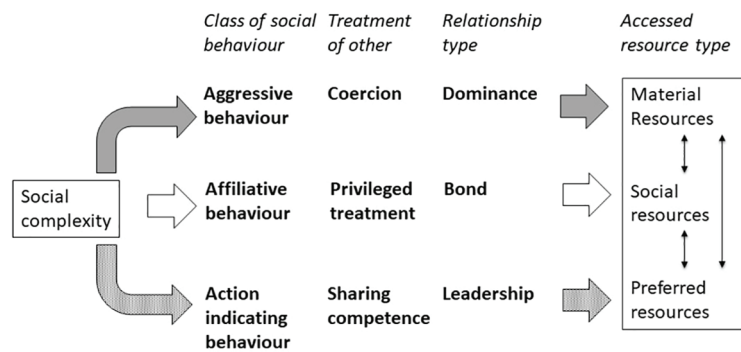 Class of social behaviour
Treatment of other
Relationship type
Accessed resource type
Aggressive behaviour
Coercion
Dominance
Material Resources
Social complexity
Affiliative behaviour
Privileged treatment
Bond
Social resources
Action indicating behaviour
Sharing competence
Leadership
Preferred resources